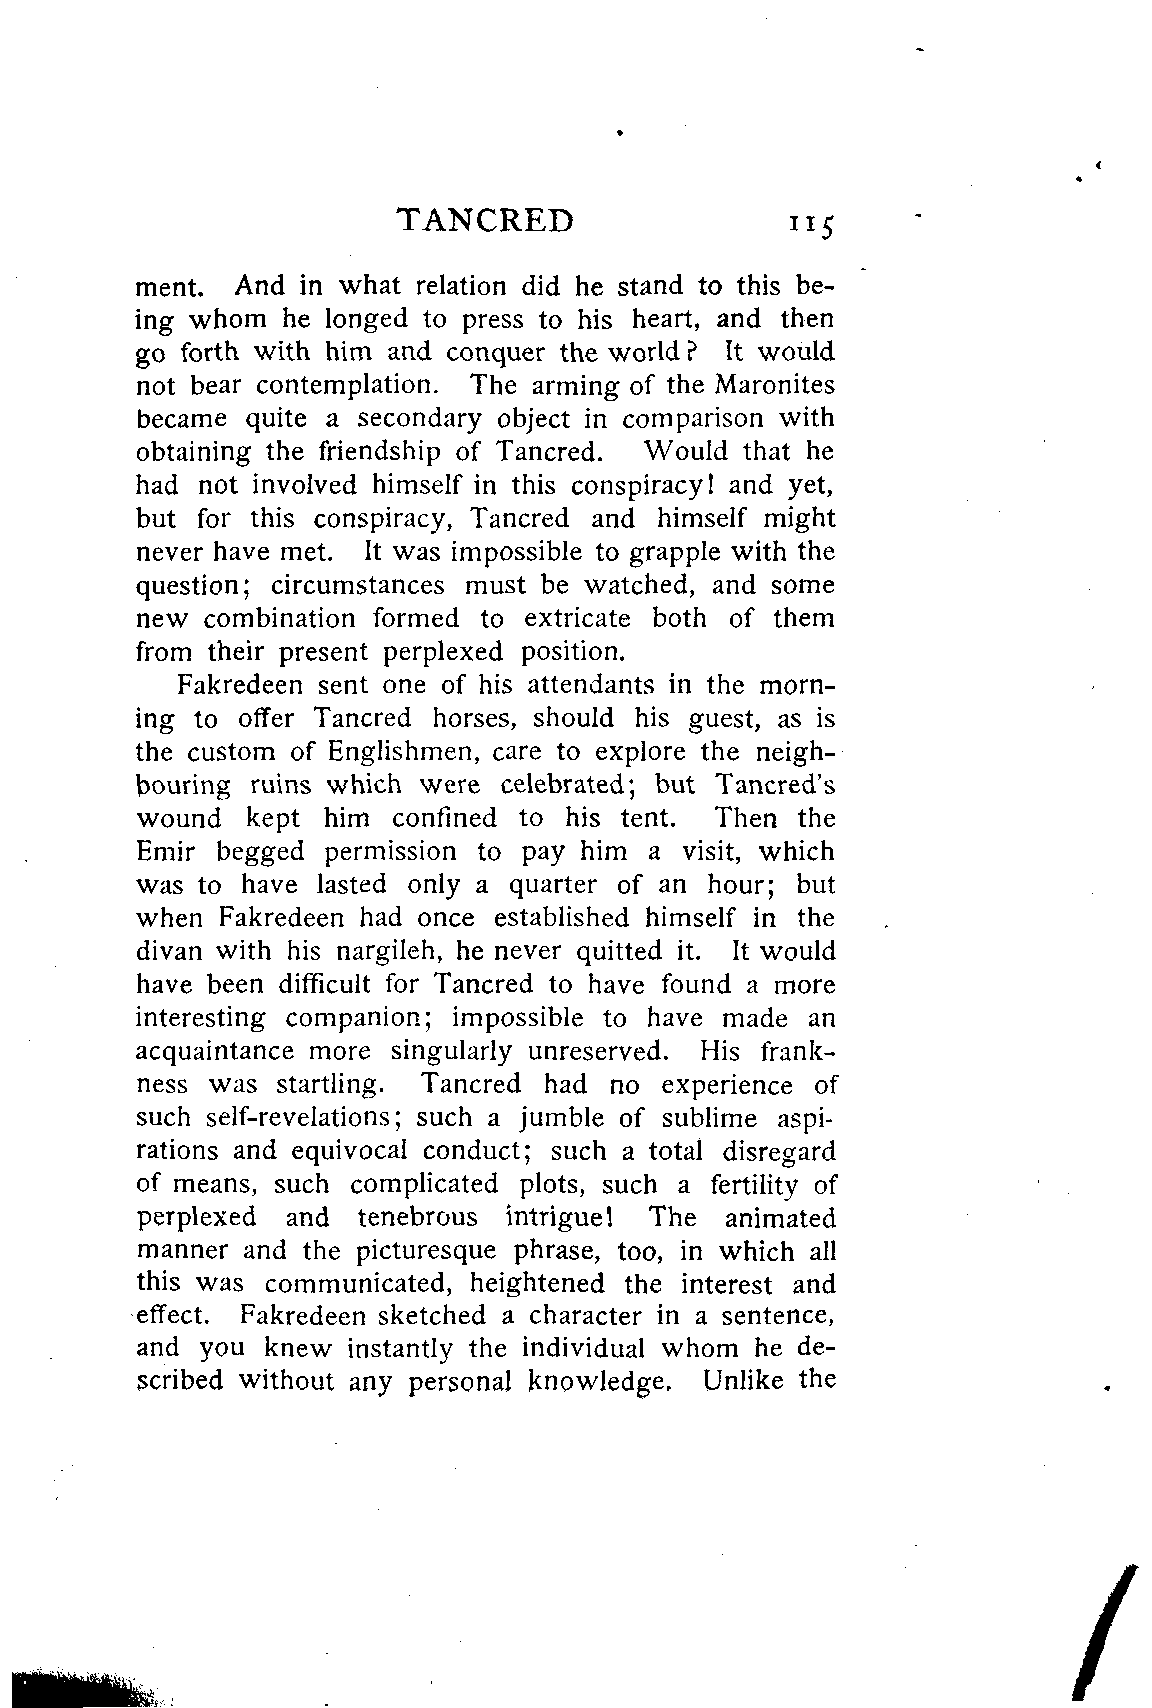 TANCRED 115
ment. And in what relation did he stand to this be-
ing whom he longed to press to his heart, and then
go forth with him and conquer the world? It would
not bear contemplation. The arming of the Maronites
became quite a secondary object in comparison with
obtaining the friendship of Tancred. Would that he
had not involved himself in this conspiracy! and yet,
but for this conspiracy, Tancred and himself might
never have met. It was impossible to grapple with the
question; circumstances must be watched, and some
new combination formed to extricate both of them
from their present perplexed position.
Fakredeen sent one of his attendants in the morn-
ing to offer Tancred horses, should his guest, as is
the custom of Englishmen, care to explore the neigh-
bouring ruins which were celebrated; but Tancred's
wound kept him confined to his tent. Then the
Emir begged permission to pay him a visit, which
was to have lasted only a quarter of an hour; but
when Fakredeen had once established himself in the
divan with his nargileh, he never quitted it. It would
have been difficult for Tancred to have found a more
interesting companion; impossible to have made an
acquaintance more singularly unreserved. His frank-
ness was startling. Tancred had no experience of
such self-revelations; such a jumble of sublime aspi-
rations and equivocal conduct; such a total disregard
of means, such complicated plots, such a fertility of
perplexed and tenebrous intrigue! The animated
manner and the picturesque phrase, too, in which all
this was communicated, heightened the interest and
effect. Fakredeen sketched a character in a sentence,
and you knew instantly the individual whom he de-
scribed without any personal knowledge. Unlike the